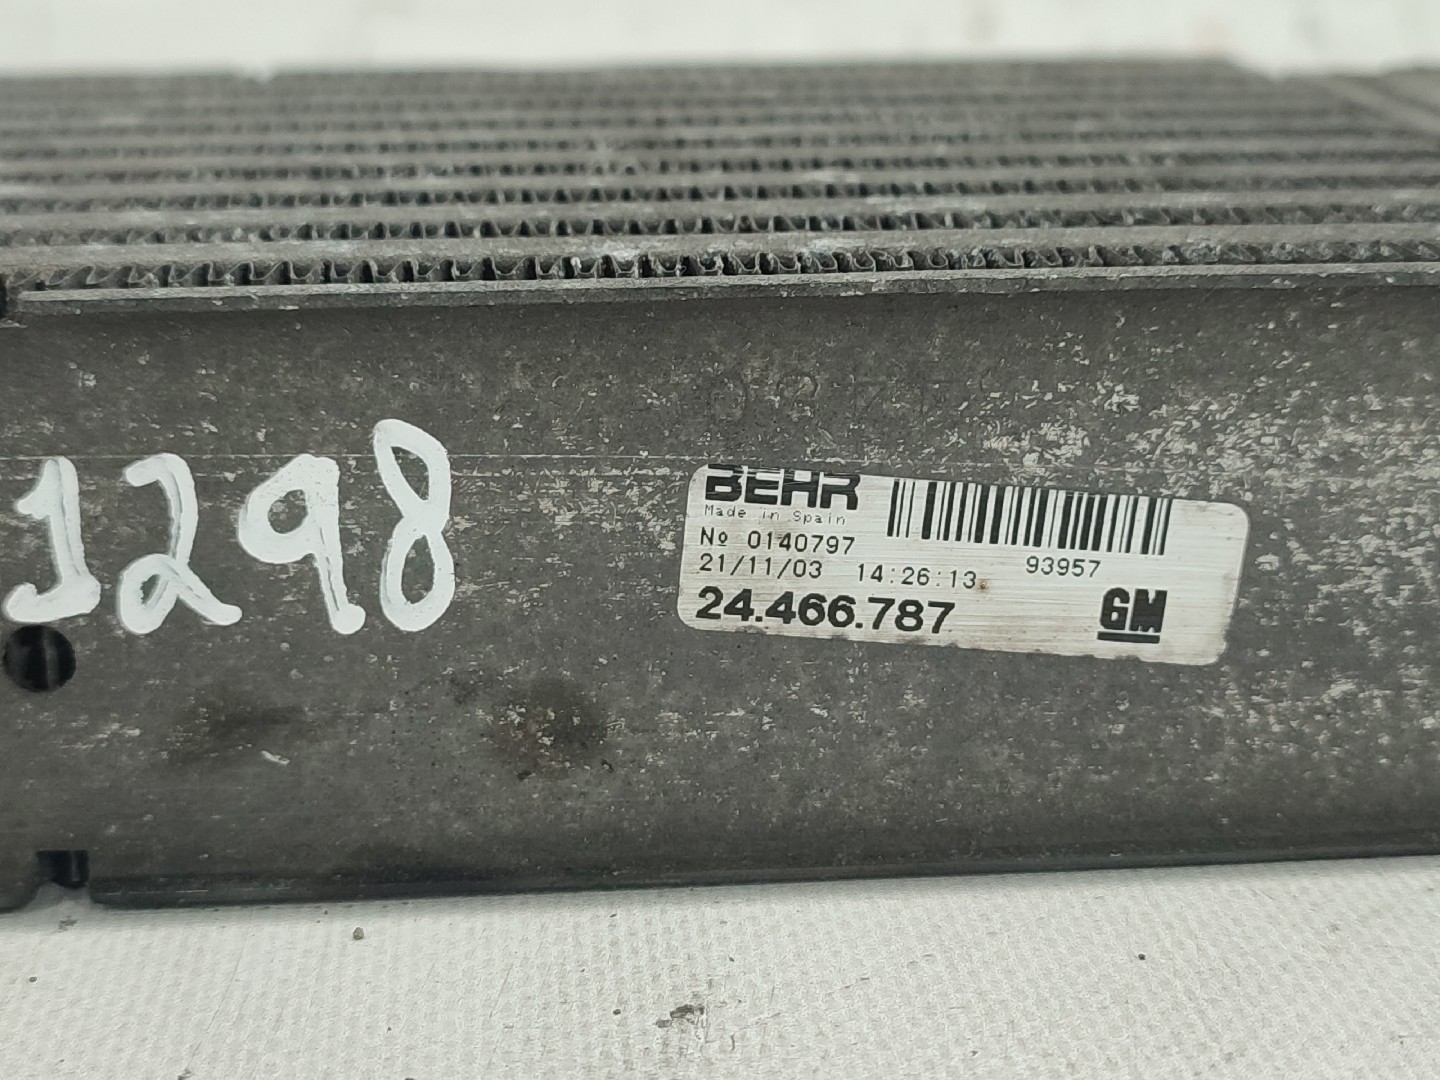 1298
BEHR
Made in Spain
No 0140797
21/11/03 14:26:13 93957
24.466.787 GM